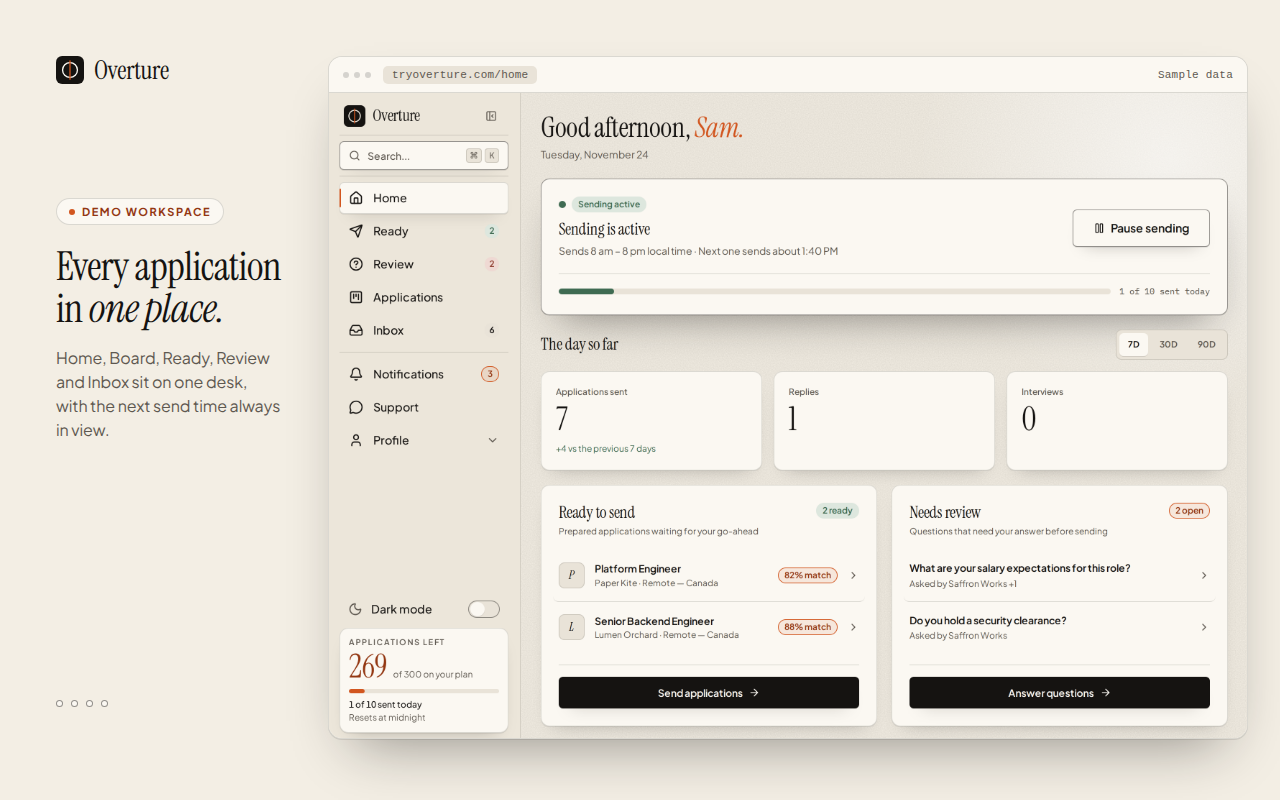 Overture
DEMO WORKSPACE
Every application
in one place.
Home, Board, Ready, Review
and Inbox sit on one desk,
with the next send time always
in view.
tryoverture.com/home
Sample data
Overture
Search...
⌘ K
Home
Ready 2
Review 2
Applications
Inbox 6
Notifications 3
Support
Profile
Dark mode
APPLICATIONS LEFT
269 of 300 on your plan
1 of 10 sent today
Resets at midnight
Good afternoon, Sam.
Tuesday, November 24
Sending active
Sending is active
Sends 8 am – 8 pm local time · Next one sends about 1:40 PM
Pause sending
1 of 10 sent today
The day so far
7D 30D 90D
Applications sent
7
+4 vs the previous 7 days
Replies
1
Interviews
0
Ready to send
2 ready
Prepared applications waiting for your go-ahead
P
Platform Engineer
Paper Kite · Remote — Canada
82% match
L
Senior Backend Engineer
Lumen Orchard · Remote — Canada
88% match
Send applications →
Needs review
2 open
Questions that need your answer before sending
What are your salary expectations for this role?
Asked by Saffron Works +1
Do you hold a security clearance?
Asked by Saffron Works
Answer questions →